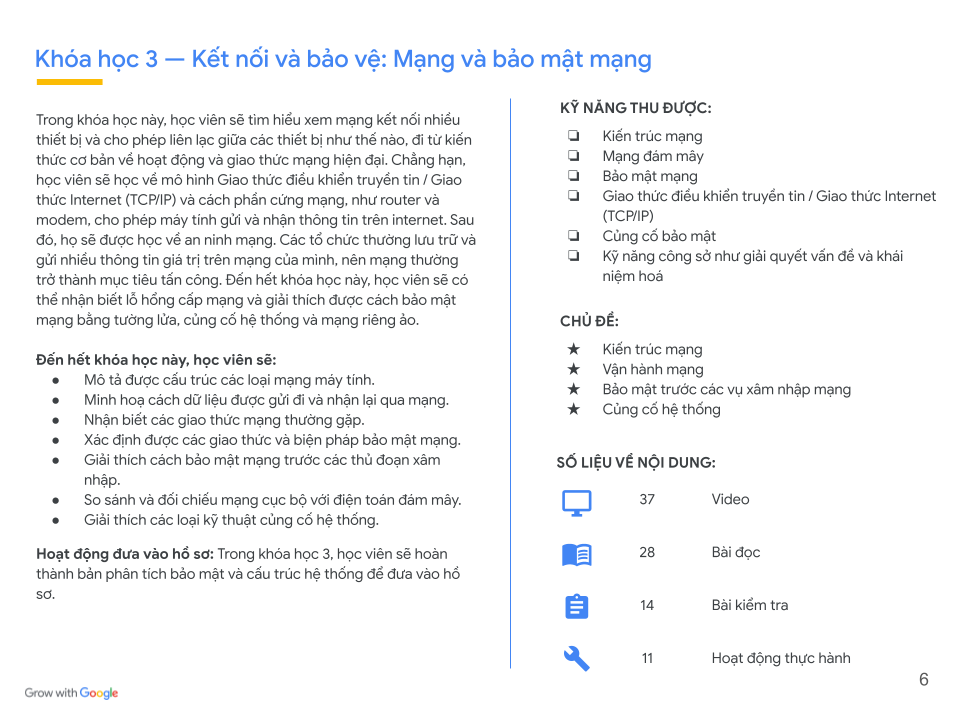 Khóa học 3 — Kết nối và bảo vệ: Mạng và bảo mật mạng
Trong khóa học này, học viên sẽ tìm hiểu xem mạng kết nối nhiều
thiết bị và cho phép liên lạc giữa các thiết bị như thế nào, đi từ kiến
thức cơ bản về hoạt động và giao thức mạng hiện đại. Chẳng hạn,
học viên sẽ học về mô hình Giao thức điều khiển truyền tin / Giao
thức Internet (TCP/IP) và cách phần cứng mạng, như router và
modem, cho phép máy tính gửi và nhận thông tin trên internet. Sau
đó, họ sẽ được học về an ninh mạng. Các tổ chức thường lưu trữ và
gửi nhiều thông tin giá trị trên mạng của mình, nên mạng thường
trở thành mục tiêu tấn công. Đến hết khóa học này, học viên sẽ có
thể nhận biết lỗ hổng cấp mạng và giải thích được cách bảo mật
mạng bằng tường lửa, củng cố hệ thống và mạng riêng ảo.
Đến hết khóa học này, học viên sẽ:
● Mô tả được cấu trúc các loại mạng máy tính.
● Minh hoạ cách dữ liệu được gửi đi và nhận lại qua mạng.
● Nhận biết các giao thức mạng thường gặp.
● Xác định được các giao thức và biện pháp bảo mật mạng.
● Giải thích cách bảo mật mạng trước các thủ đoạn xâm
nhập.
● So sánh và đối chiếu mạng cục bộ với điện toán đám mây.
● Giải thích các loại kỹ thuật củng cố hệ thống.
Hoạt động đưa vào hồ sơ: Trong khóa học 3, học viên sẽ hoàn
thành bản phân tích bảo mật và cấu trúc hệ thống để đưa vào hồ
sơ.
KỸ NĂNG THU ĐƯỢC:
❏ Kiến trúc mạng
❏ Mạng đám mây
❏ Bảo mật mạng
❏ Giao thức điều khiển truyền tin / Giao thức Internet
(TCP/IP)
❏ Củng cố bảo mật
❏ Kỹ năng công sở như giải quyết vấn đề và khái
niệm hoá
CHỦ ĐỀ:
★ Kiến trúc mạng
★ Vận hành mạng
★ Bảo mật trước các vụ xâm nhập mạng
★ Củng cố hệ thống
SỐ LIỆU VỀ NỘI DUNG:
37 Video
28 Bài đọc
14 Bài kiểm tra
11 Hoạt động thực hành
Grow with Google
6